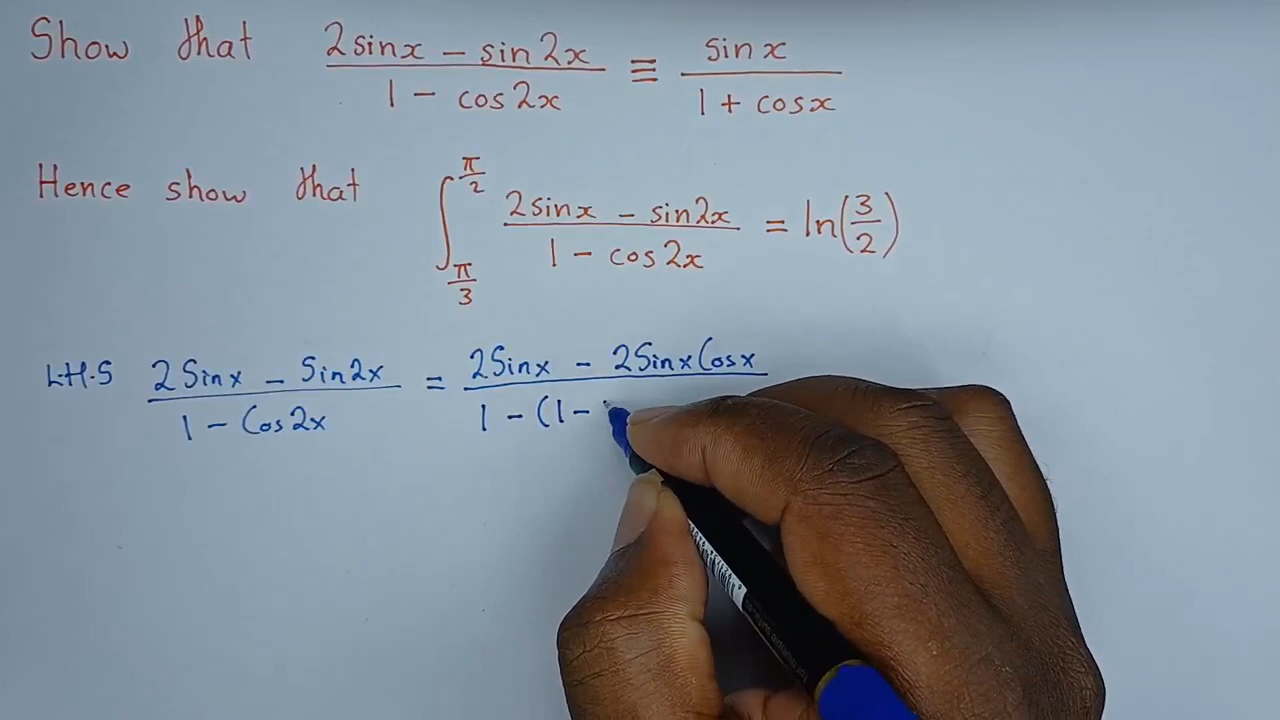 Show that (2sinx - sin2x)/(1 - cos2x) ≡ sinx/(1 + cosx)
Hence show that ∫_{π/3}^{π/2} (2sinx - sin2x)/(1 - cos2x) = ln(3/2)
L.H.S (2Sinx - Sin2x)/(1 - Cos2x) = (2Sinx - 2SinxCosx)/(1 - (1 -